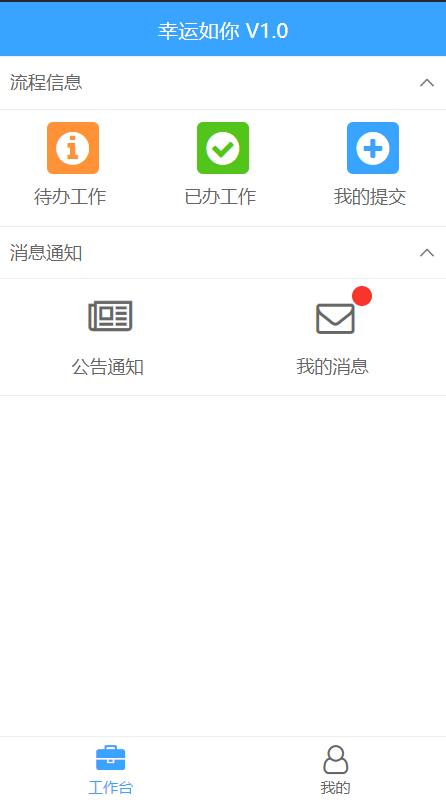 幸运如你 V1.0
流程信息
待办工作 已办工作 我的提交
消息通知
公告通知 我的消息
工作台 我的